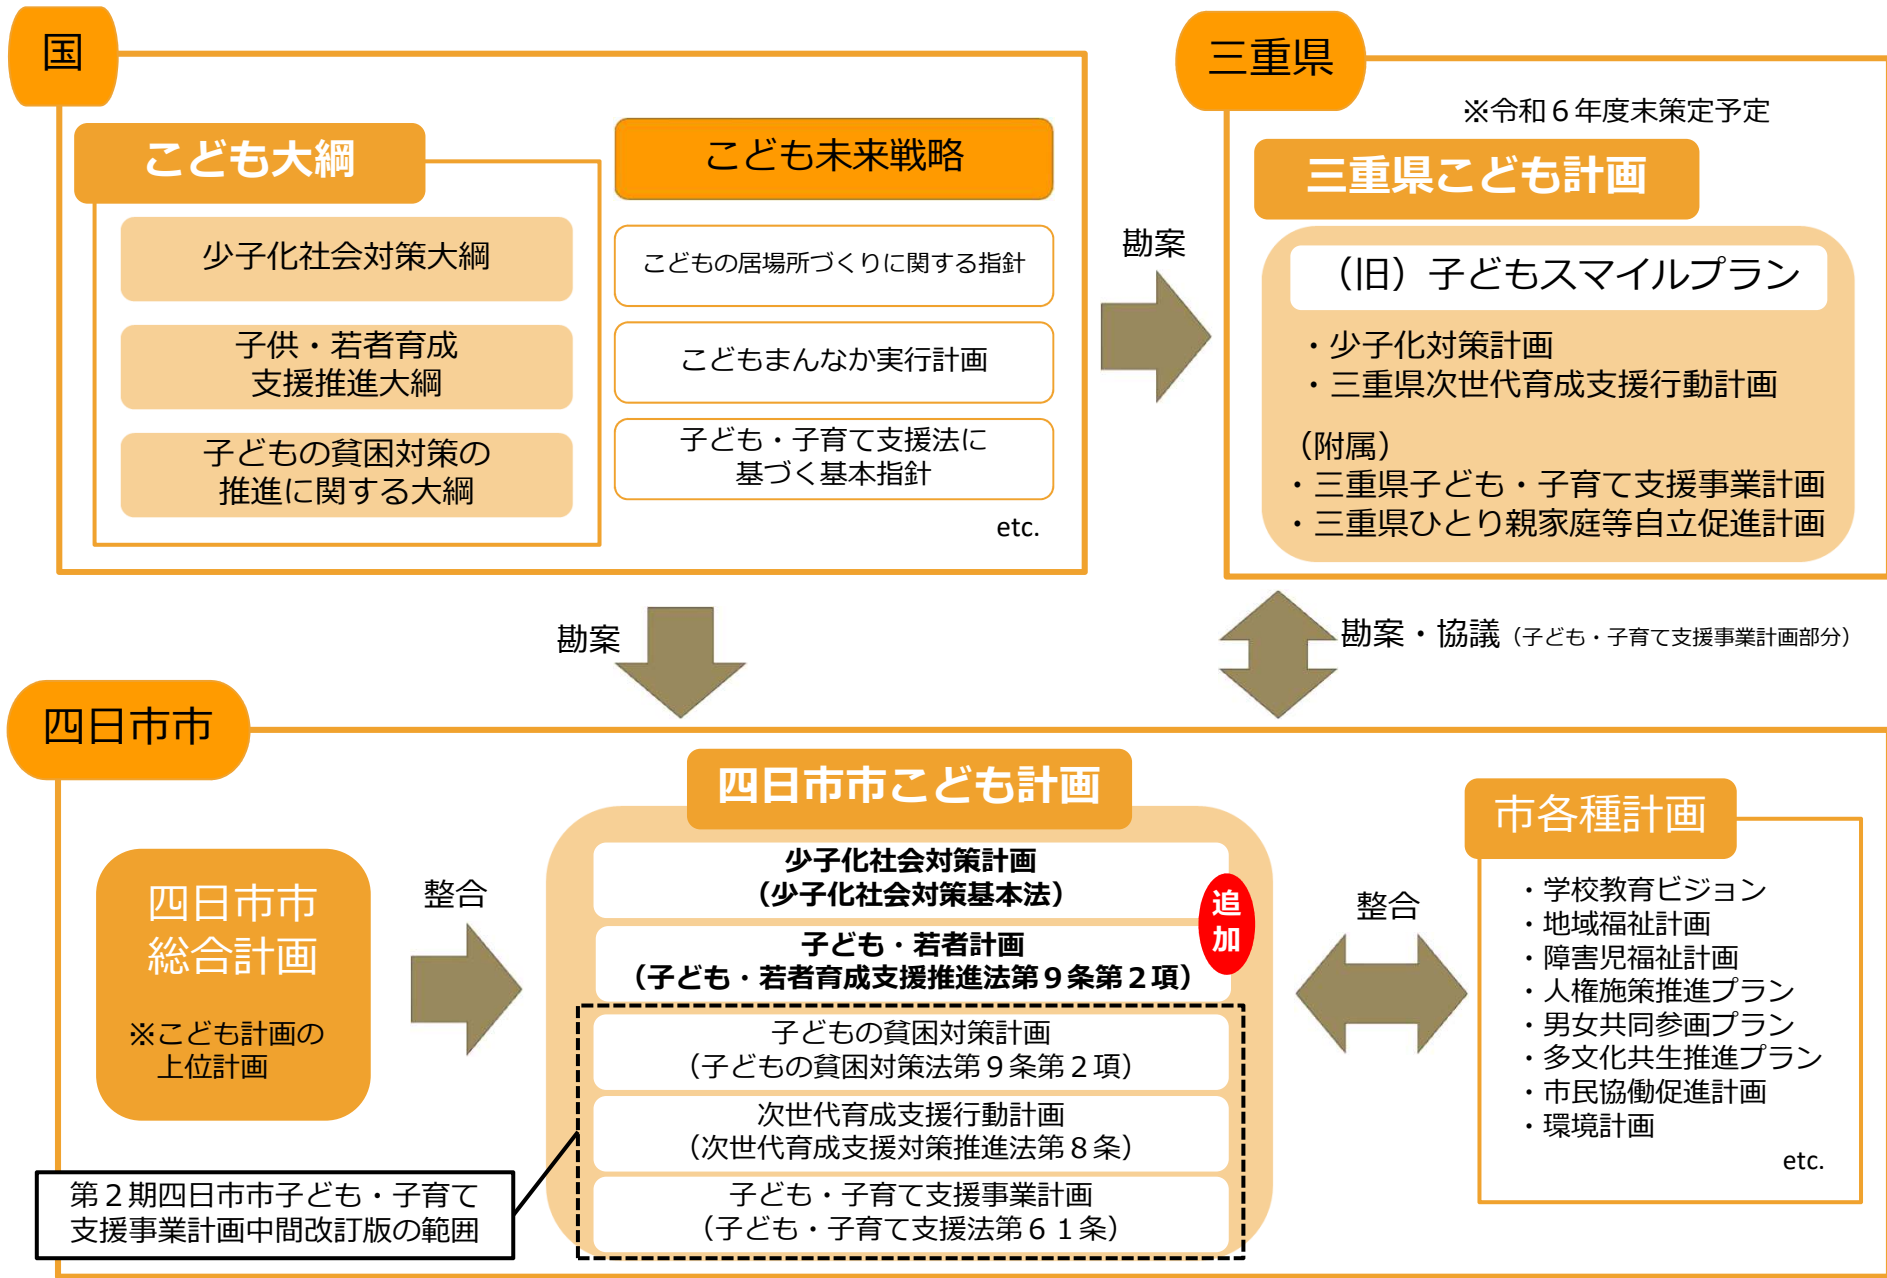 国
こども大綱
少子化社会対策大綱
子供・若者育成
支援推進大綱
子どもの貧困対策の
推進に関する大綱
こども未来戦略
こどもの居場所づくりに関する指針
こどもまんなか実行計画
子ども・子育て支援法に
基づく基本指針
etc.
勘案
三重県
※令和６年度末策定予定
三重県こども計画
（旧）子どもスマイルプラン
・少子化対策計画
・三重県次世代育成支援行動計画
（附属）
・三重県子ども・子育て支援事業計画
・三重県ひとり親家庭等自立促進計画
勘案
勘案・協議（子ども・子育て支援事業計画部分）
四日市市
四日市市
総合計画
※こども計画の
上位計画
整合
四日市市こども計画
少子化社会対策計画
（少子化社会対策基本法）
子ども・若者計画
（子ども・若者育成支援推進法第９条第２項）
追
加
子どもの貧困対策計画
（子どもの貧困対策法第９条第２項）
次世代育成支援行動計画
（次世代育成支援対策推進法第８条）
子ども・子育て支援事業計画
（子ども・子育て支援法第６１条）
第２期四日市市子ども・子育て
支援事業計画中間改訂版の範囲
整合
市各種計画
・学校教育ビジョン
・地域福祉計画
・障害児福祉計画
・人権施策推進プラン
・男女共同参画プラン
・多文化共生推進プラン
・市民協働促進計画
・環境計画
etc.